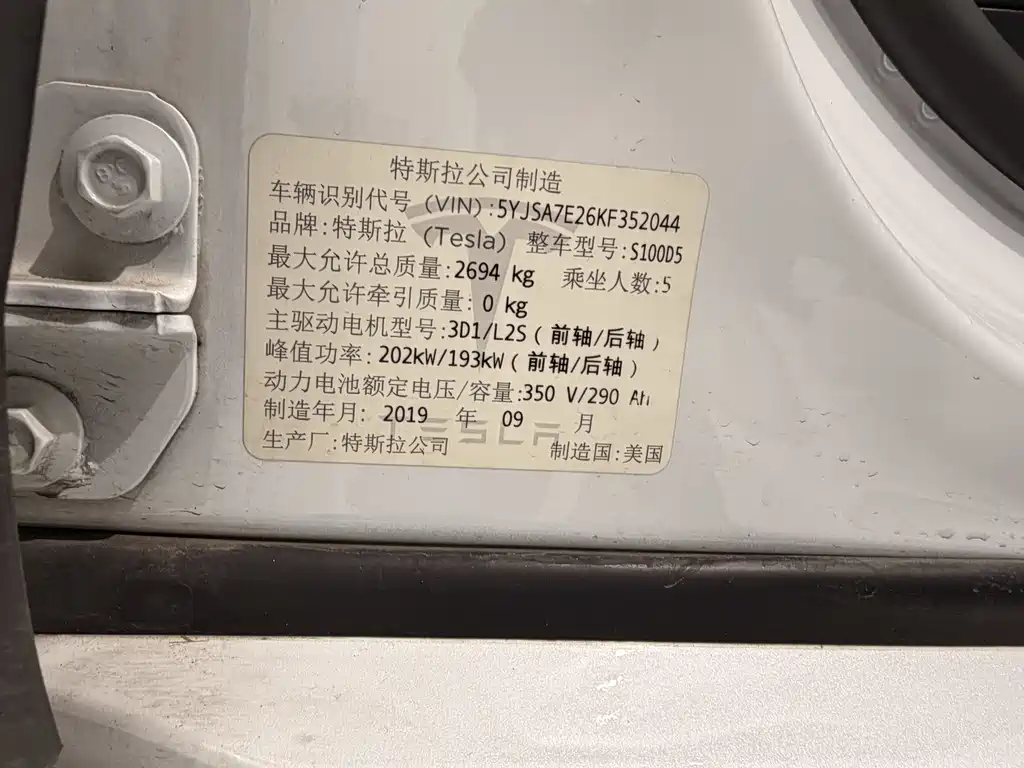 特斯拉公司制造
车辆识别代号 (VIN):5YJSA7E26KF352044
品牌:特斯拉 (Tesla) 整车型号:S100D5
最大允许总质量:2694 kg 乘坐人数:5
最大允许牵引质量: 0 kg
主驱动电机型号:3D1/L2S (前轴/后轴)
峰值功率: 202kW/193kW (前轴/后轴)
动力电池额定电压/容量:350 V/290 Ah
制造年月: 2019 年 09 月
TESLA
生产厂:特斯拉公司 制造国:美国